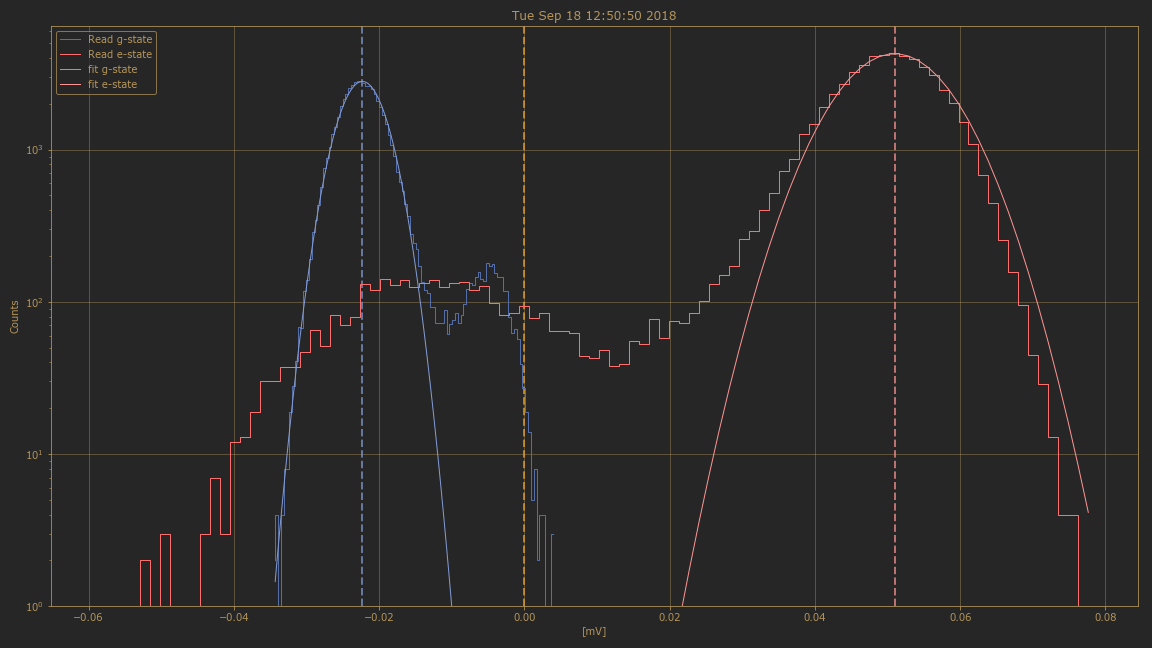 Tue Sep 18 12:50:50 2018
Read g-state
Read e-state
fit g-state
fit e-state
10³
10²
10¹
10⁰
Counts
−0.06 −0.04 −0.02 0.00 0.02 0.04 0.06 0.08
[mV]